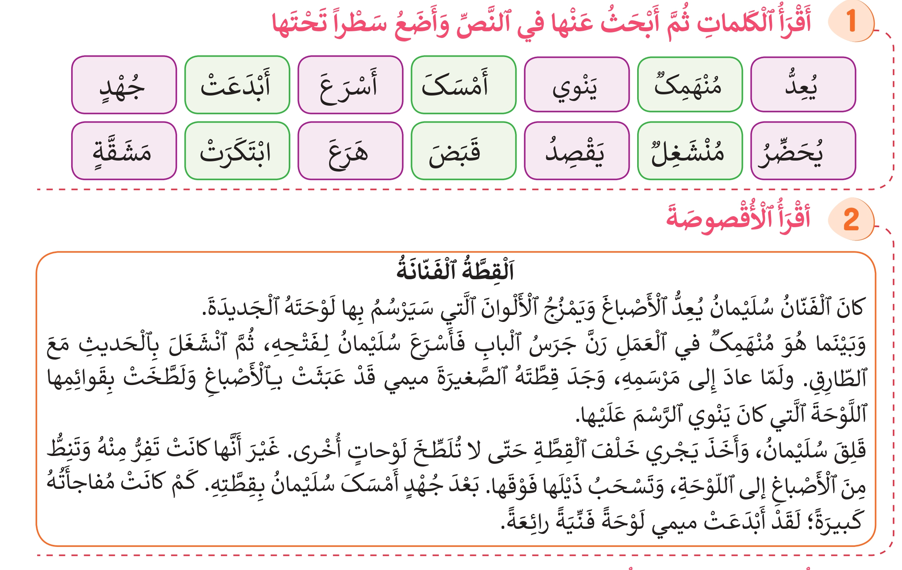 1 أَقْرَأُ ٱلْكَلِماتِ ثُمَّ أَبْحَثُ عَنْها في ٱلنَّصِّ وَأَضَعُ سَطْراً تَحْتَها
يُعِدُّ مُنْهَمِكٌ يَنْوي أَمْسَكَ أَسْرَعَ أَبْدَعَتْ جُهْدٍ
يُحَضِّرُ مُنْشَغِلٌ يَقْصِدُ قَبَضَ هَرَعَ ابْتَكَرَتْ مَشَقَّةٍ
2 أَقْرَأُ ٱلْأُقْصوصَةَ
اَلْقِطَّةُ ٱلْفَنّانَةُ
كانَ ٱلْفَنّانُ سُلَيْمانُ يُعِدُّ ٱلْأَصْباغَ وَيَمْزُجُ ٱلْأَلْوانَ ٱلَّتي سَيَرْسُمُ بِها لَوْحَتَهُ ٱلْجَديدَةَ.
وَبَيْنَما هُوَ مُنْهَمِكٌ في ٱلْعَمَلِ رَنَّ جَرَسُ ٱلْبابِ فَأَسْرَعَ سُلَيْمانُ لِفَتْحِهِ، ثُمَّ ٱنْشَغَلَ بِٱلْحَديثِ مَعَ
ٱلطّارِقِ. ولَمّا عادَ إِلى مَرْسَمِهِ، وَجَدَ قِطَّتَهُ ٱلصَّغيرَةَ ميمي قَدْ عَبَثَتْ بِٱلْأَصْباغِ وَلَطَّخَتْ بِقَوائِمِها
ٱللَّوْحَةَ ٱلَّتي كانَ يَنْوي ٱلرَّسْمَ عَلَيْها.
قَلِقَ سُلَيْمانُ، وَأَخَذَ يَجْري خَلْفَ ٱلْقِطَّةِ حَتّى لا تُلَطِّخَ لَوْحاتٍ أُخْرى. غَيْرَ أَنَّها كانَتْ تَفِرُّ مِنْهُ وَتَنِطُّ
مِنَ ٱلْأَصْباغِ إلى ٱللّوْحَةِ، وَتَسْحَبُ ذَيْلَها فَوْقَها. بَعْدَ جُهْدٍ أَمْسَكَ سُلَيْمانُ بِقِطَّتِهِ. كَمْ كانَتْ مُفاجأَتُهُ
كَبيرَةً؛ لَقَدْ أَبْدَعَتْ ميمي لَوْحَةً فَنِّيَةً رائِعَةً.